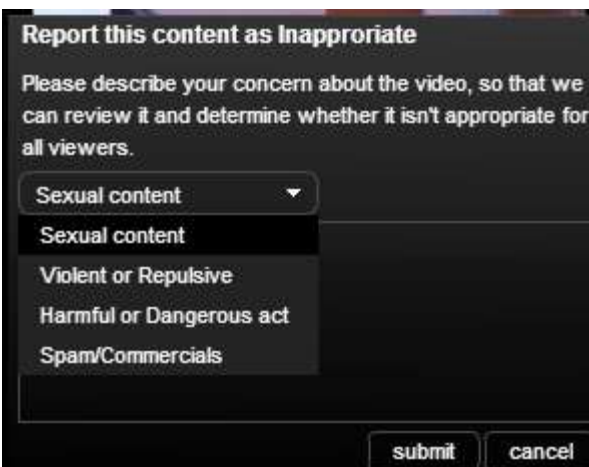 Report this content as Inapproriate
Please describe your concern about the video, so that we
can review it and determine whether it isn't appropriate for
all viewers.
Sexual content
Sexual content
Violent or Repulsive
Harmful or Dangerous act
Spam/Commercials
submit cancel